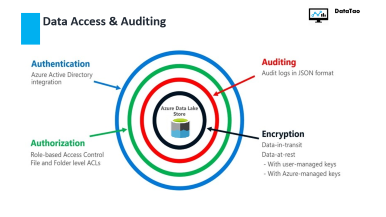 Data Access & Auditing
DataTao
Authentication
Azure Active Directory
integration
Auditing
Audit logs in JSON format
Azure Data Lake
Store
Authorization
Role-based Access Control
File and Folder level ACLs
Encryption
Data-in-transit
Data-at-rest
- With user-managed keys
- With Azure-managed keys